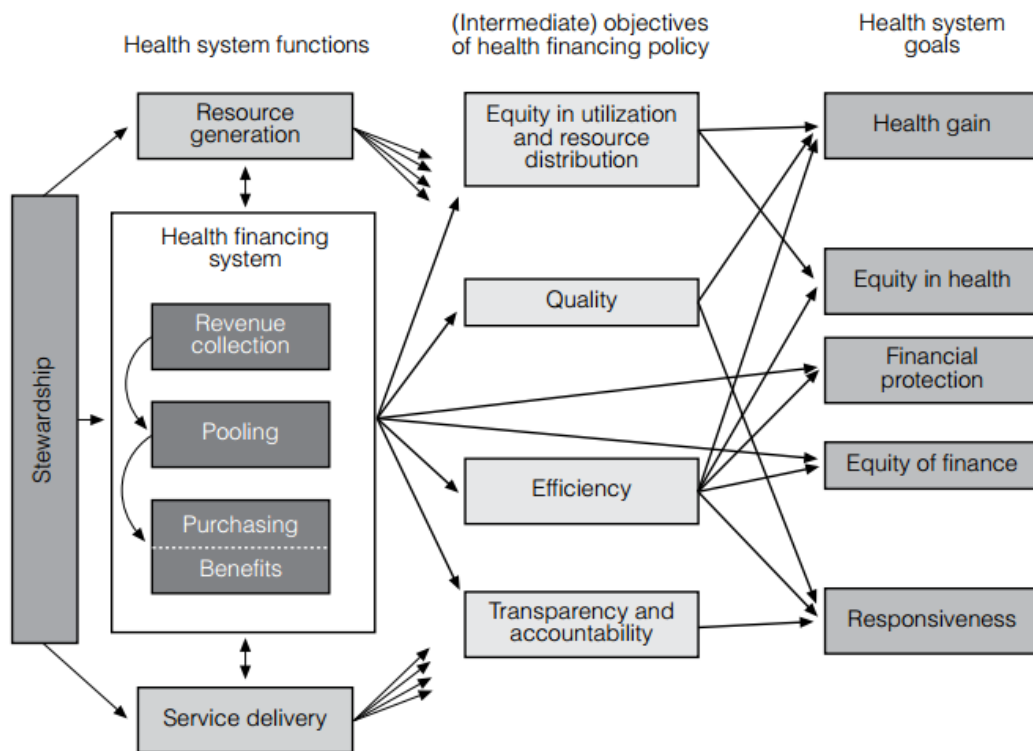 Health system functions
(Intermediate) objectives
of health financing policy
Health system
goals
Stewardship
Resource
generation
Health financing
system
Revenue
collection
Pooling
Purchasing
Benefits
Service delivery
Equity in utilization
and resource
distribution
Quality
Efficiency
Transparency and
accountability
Health gain
Equity in health
Financial
protection
Equity of finance
Responsiveness